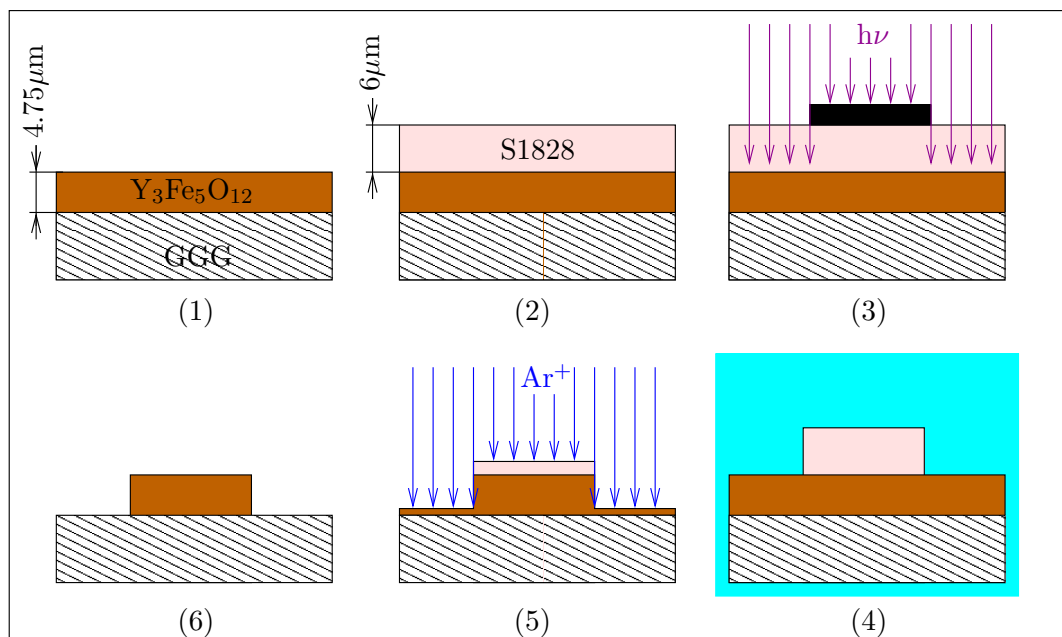 4.75μm
Y₃Fe₅O₁₂
GGG
(1)
6μm
S1828
(2)
hν
(3)
(6)
Ar⁺
(5)
(4)